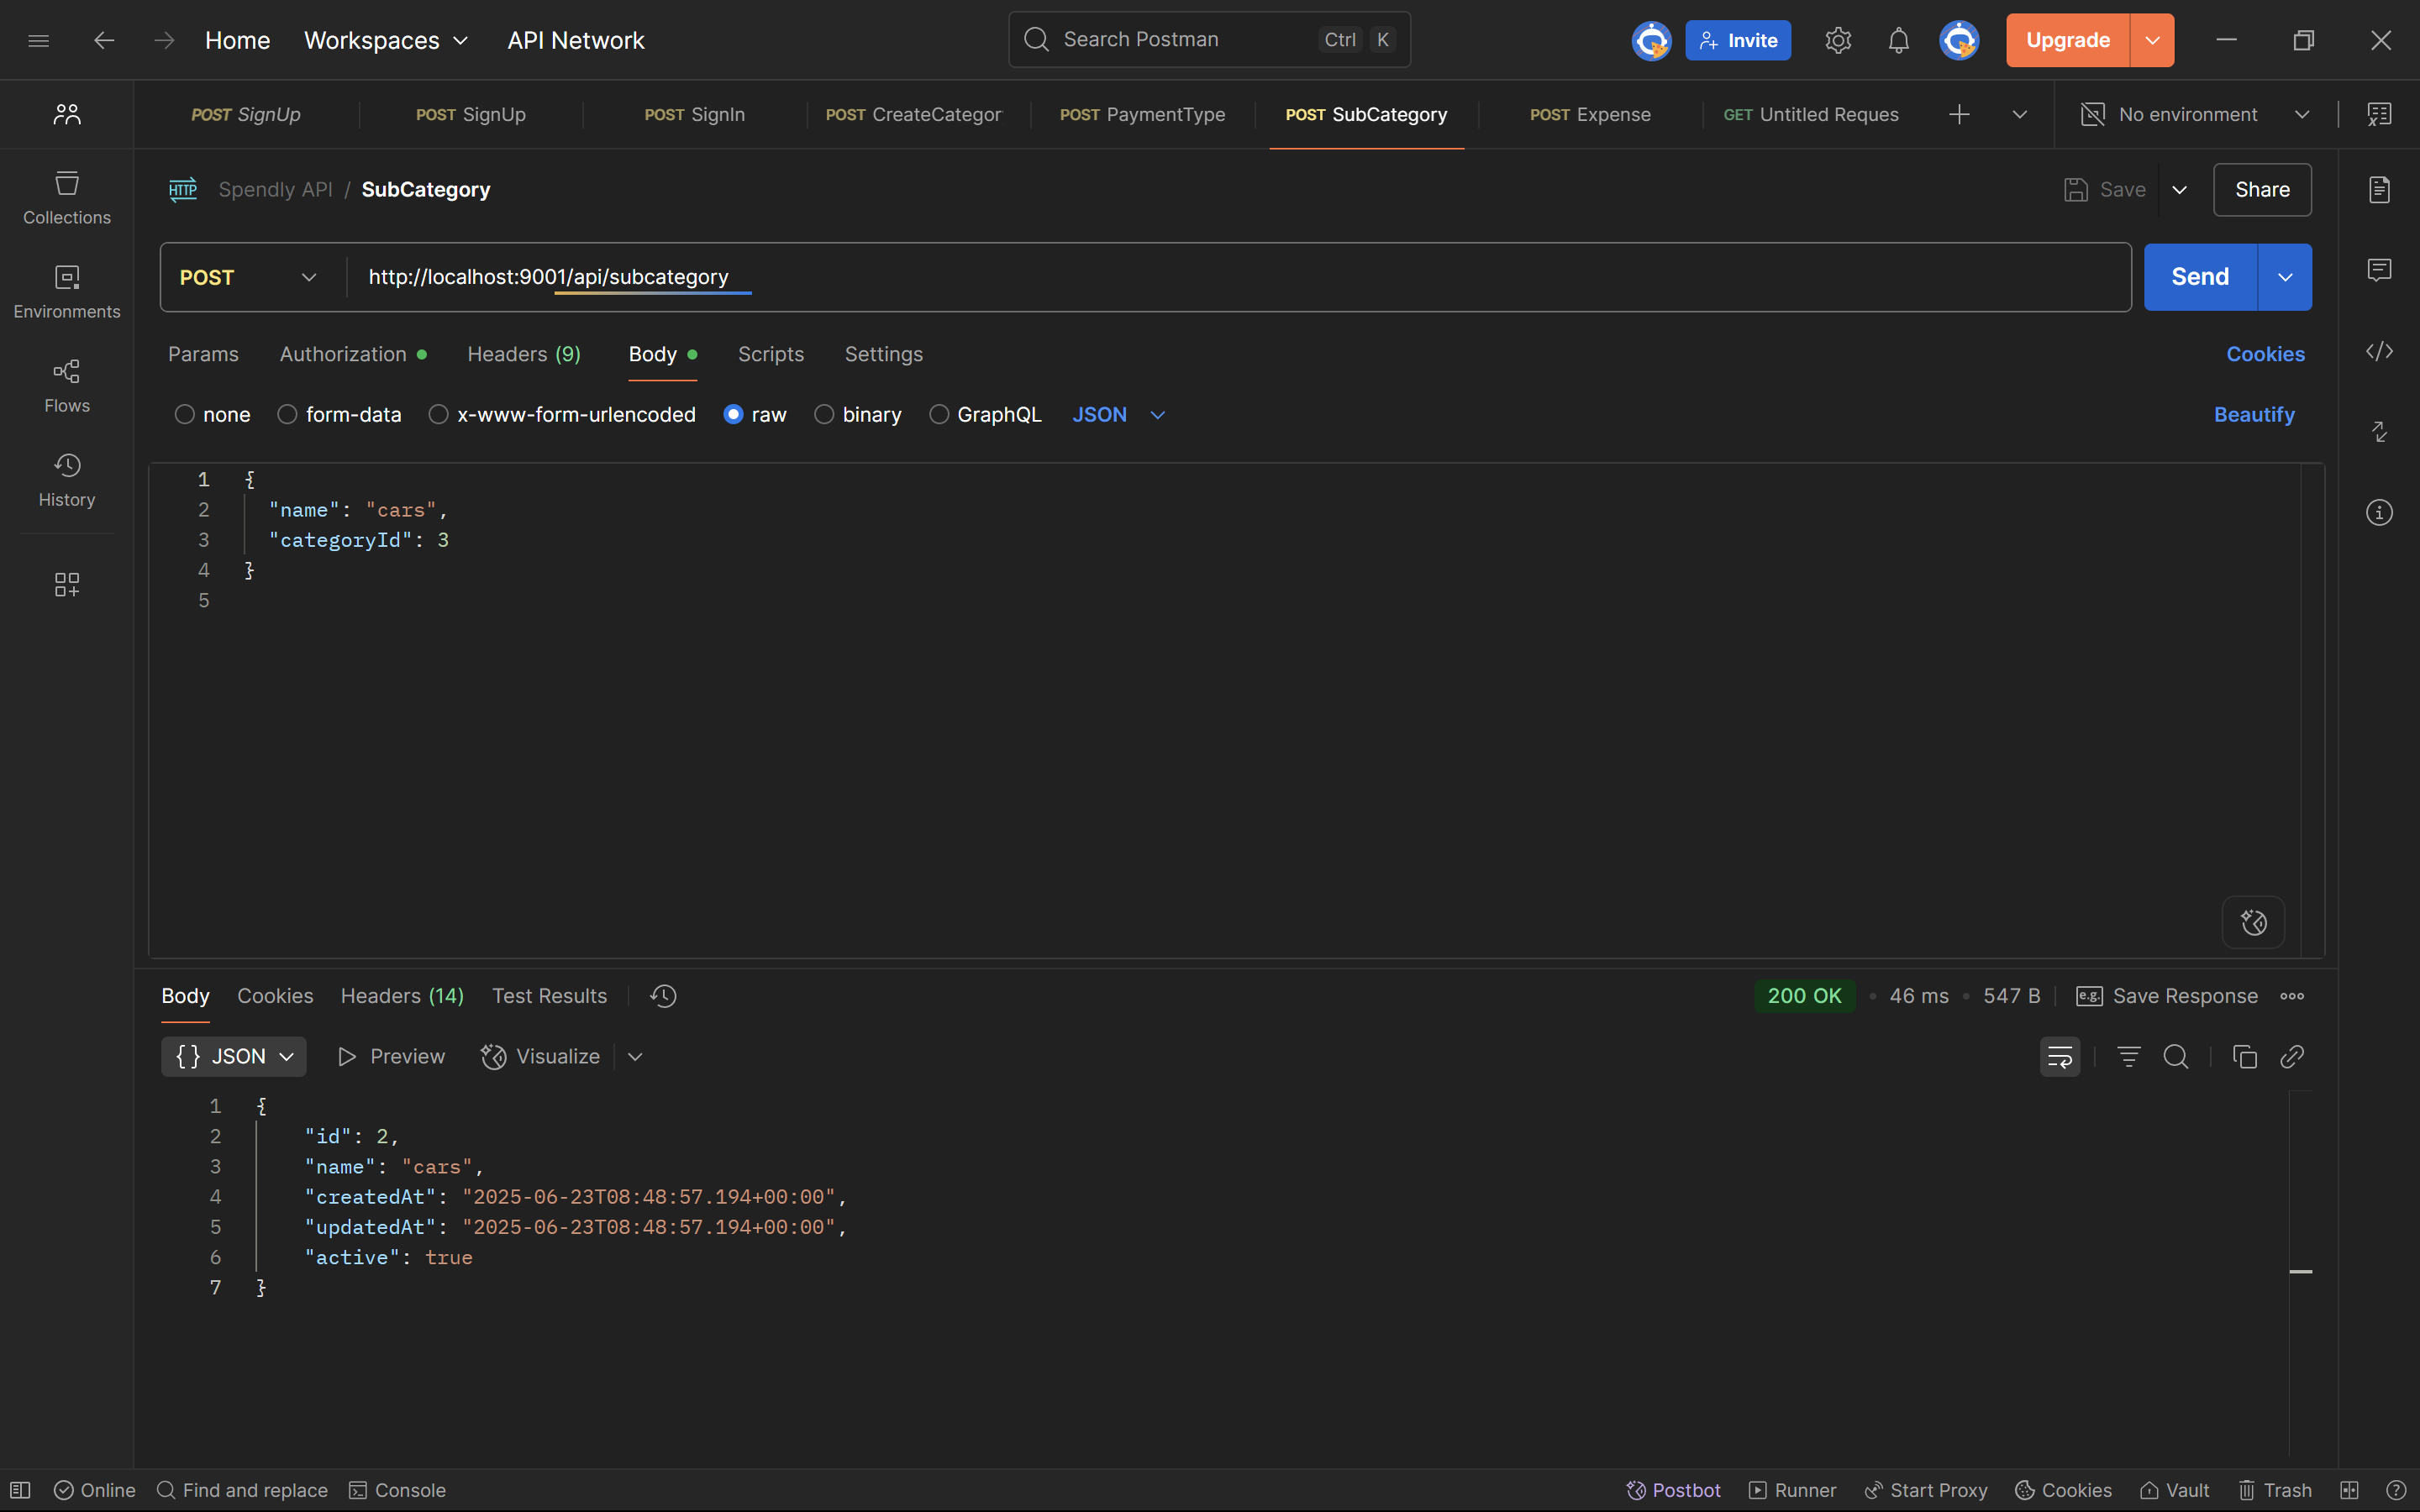 Home Workspaces API Network Search Postman Ctrl K Invite Upgrade
POST SignUp POST SignUp POST SignIn POST CreateCategor POST PaymentType POST SubCategory POST Expense GET Untitled Reques No environment
HTTP Spendly API / SubCategory Save Share
Collections
POST http://localhost:9001/api/subcategory Send
Environments
Params Authorization Headers (9) Body Scripts Settings Cookies
Flows
none form-data x-www-form-urlencoded raw binary GraphQL JSON Beautify
History
1 {
2 "name": "cars",
3 "categoryId": 3
4 }
5
Body Cookies Headers (14) Test Results 200 OK • 46 ms • 547 B e.g. Save Response
{} JSON Preview Visualize
1 {
2 "id": 2,
3 "name": "cars",
4 "createdAt": "2025-06-23T08:48:57.194+00:00",
5 "updatedAt": "2025-06-23T08:48:57.194+00:00",
6 "active": true
7 }
Online Find and replace Console Postbot Runner Start Proxy Cookies Vault Trash